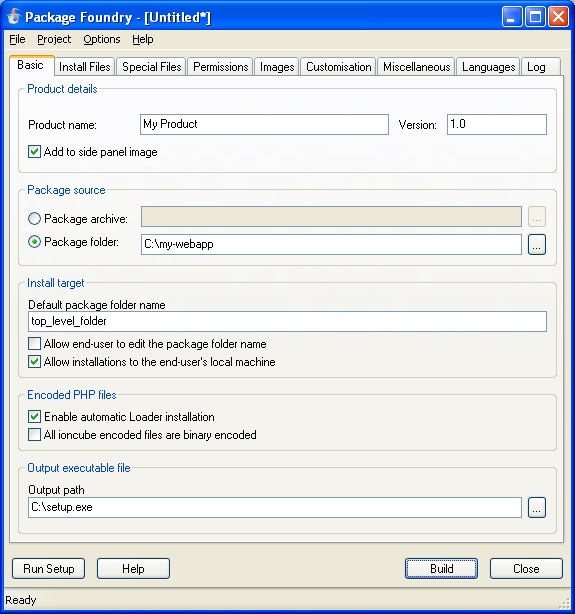 Package Foundry - [Untitled*]
File Project Options Help
Basic Install Files Special Files Permissions Images Customisation Miscellaneous Languages Log
Product details
Product name: My Product Version: 1.0
Add to side panel image
Package source
Package archive: ...
Package folder: C:\my-webapp ...
Install target
Default package folder name
top_level_folder
Allow end-user to edit the package folder name
Allow installations to the end-user's local machine
Encoded PHP files
Enable automatic Loader installation
All ioncube encoded files are binary encoded
Output executable file
Output path
C:\setup.exe ...
Run Setup Help Build Close
Ready